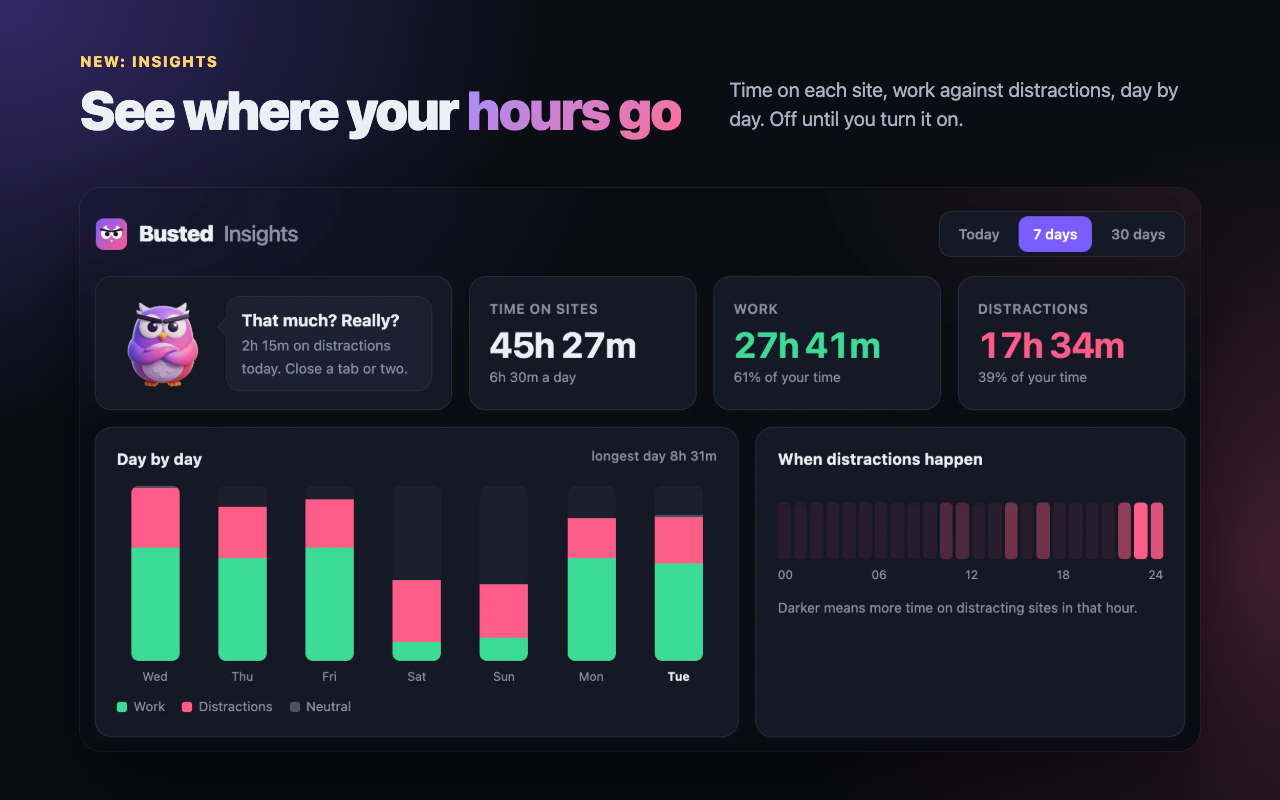 NEW: INSIGHTS
See where your hours go
Time on each site, work against distractions, day by
day. Off until you turn it on.
Busted Insights
Today
7 days
30 days
That much? Really?
2h 15m on distractions
today. Close a tab or two.
TIME ON SITES
45h 27m
6h 30m a day
WORK
27h 41m
61% of your time
DISTRACTIONS
17h 34m
39% of your time
Day by day
longest day 8h 31m
Wed
Thu
Fri
Sat
Sun
Mon
Tue
Work
Distractions
Neutral
When distractions happen
00
06
12
18
24
Darker means more time on distracting sites in that hour.